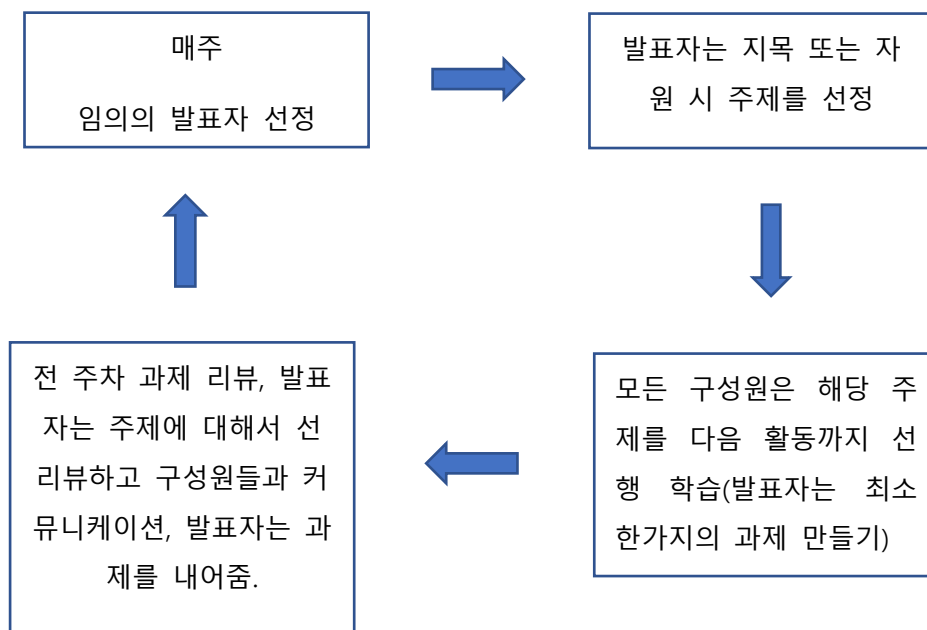 매주
임의의 발표자 선정
발표자는 지목 또는 자
원 시 주제를 선정
모든 구성원은 해당 주
제를 다음 활동까지 선
행 학습(발표자는 최소
한가지의 과제 만들기)
전 주차 과제 리뷰, 발표
자는 주제에 대해서 선
리뷰하고 구성원들과 커
뮤니케이션, 발표자는 과
제를 내어줌.